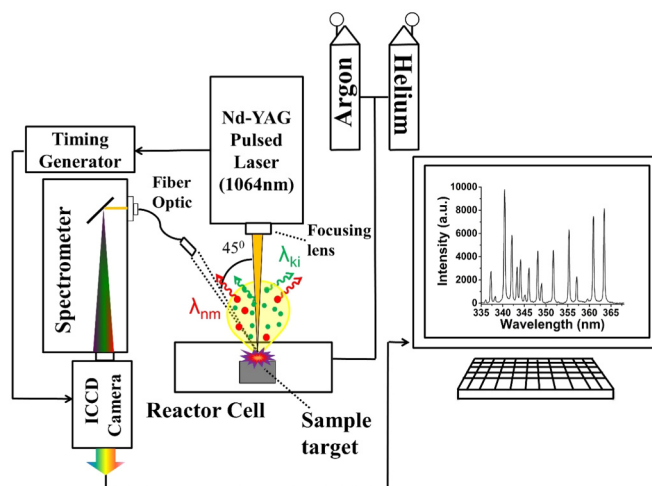 Argon
Helium
Nd-YAG
Pulsed
Laser
(1064nm)
Timing
Generator
Fiber
Optic
Spectrometer
Focusing
lens
45⁰
λki
λnm
ICCD
Camera
Reactor Cell
Sample
target
Intensity (a.u.)
10000
8000
6000
4000
2000
0
335 340 345 350 355 360 365
Wavelength (nm)